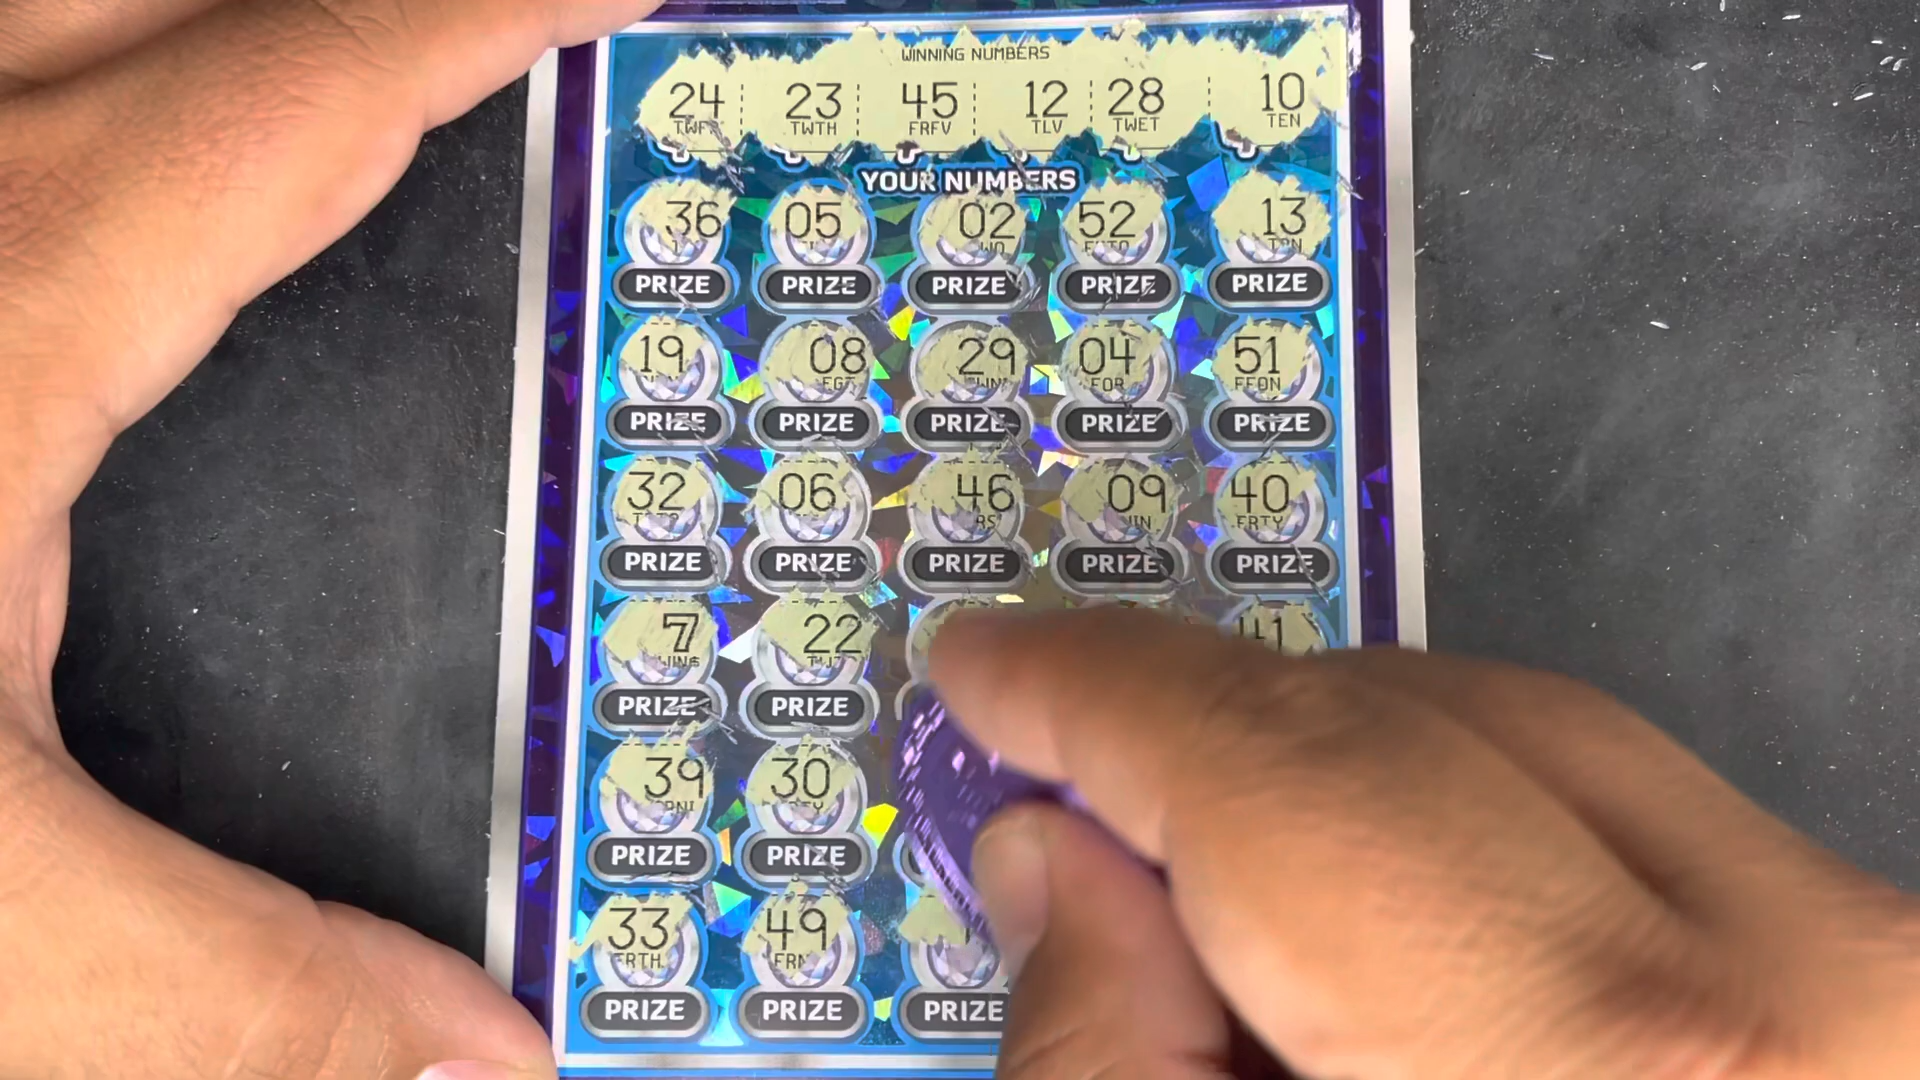 WINNING NUMBERS
24 23 45 12 28 10
TWTH FRFV TLV TWET TEN
YOUR NUMBERS
36 05 02 52 13
PRIZE PRIZE PRIZE PRIZE PRIZE
19 08 29 04 51
EGT FOR FFON
PRIZE PRIZE PRIZE PRIZE PRIZE
32 06 46 09 40
FRTY
PRIZE PRIZE PRIZE PRIZE PRIZE
7 22 41
PRIZE PRIZE
39 30
PRIZE PRIZE
33 49
FRTH
PRIZE PRIZE PRIZE